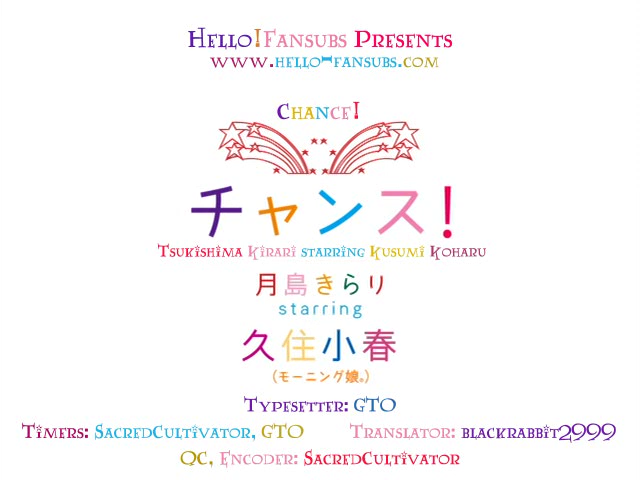 Hello!Fansubs Presents
www.hello-fansubs.com
Chance!
チャンス!
Tsukishima Kirari starring Kusumi Koharu
月島きらり
starring
久住小春
(モーニング娘。)
Typesetter: GTO
Timers: SacredCultivator, GTO Translator: blackrabbit2999
QC, Encoder: SacredCultivator